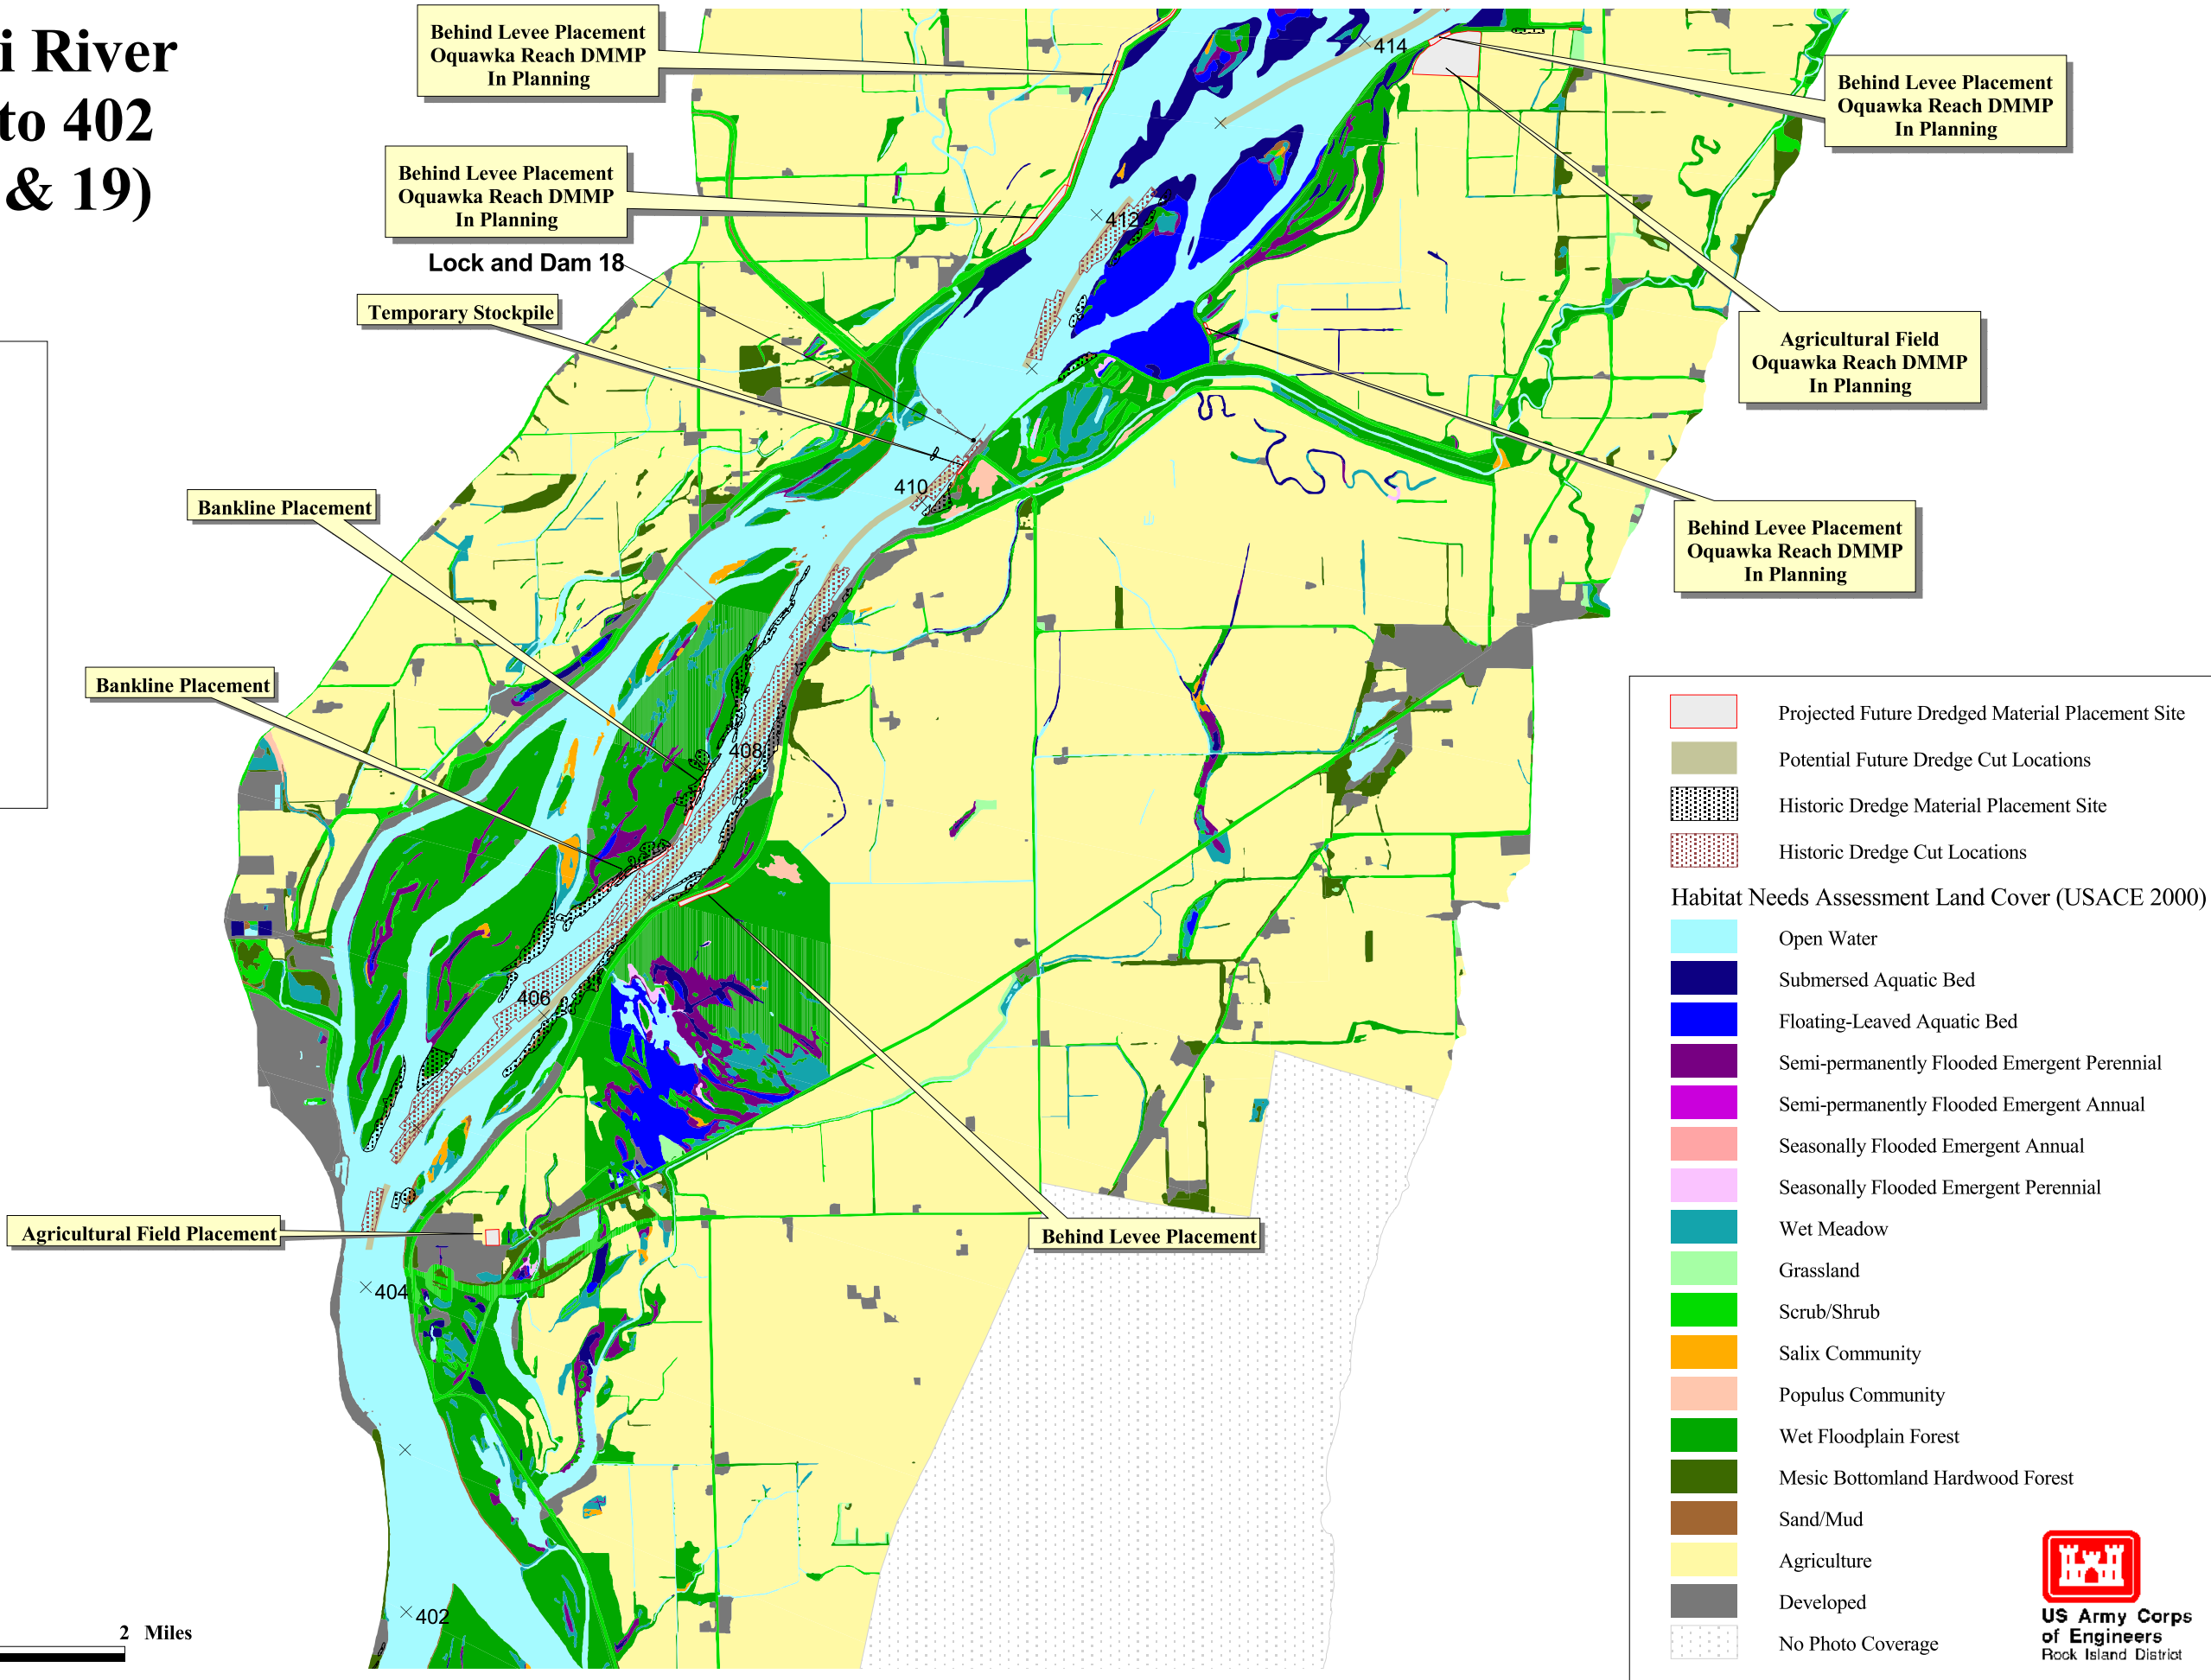 i River
to 402
& 19)
Behind Levee Placement
Oquawka Reach DMMP
In Planning
Behind Levee Placement
Oquawka Reach DMMP
In Planning
Lock and Dam 18
Temporary Stockpile
Bankline Placement
Bankline Placement
Agricultural Field Placement
Behind Levee Placement
Behind Levee Placement
Oquawka Reach DMMP
In Planning
Agricultural Field
Oquawka Reach DMMP
In Planning
Behind Levee Placement
Oquawka Reach DMMP
In Planning
414
412
410
408
406
404
402
2 Miles
Projected Future Dredged Material Placement Site
Potential Future Dredge Cut Locations
Historic Dredge Material Placement Site
Historic Dredge Cut Locations
Habitat Needs Assessment Land Cover (USACE 2000)
Open Water
Submersed Aquatic Bed
Floating-Leaved Aquatic Bed
Semi-permanently Flooded Emergent Perennial
Semi-permanently Flooded Emergent Annual
Seasonally Flooded Emergent Annual
Seasonally Flooded Emergent Perennial
Wet Meadow
Grassland
Scrub/Shrub
Salix Community
Populus Community
Wet Floodplain Forest
Mesic Bottomland Hardwood Forest
Sand/Mud
Agriculture
Developed
No Photo Coverage
US Army Corps
of Engineers
Rock Island District